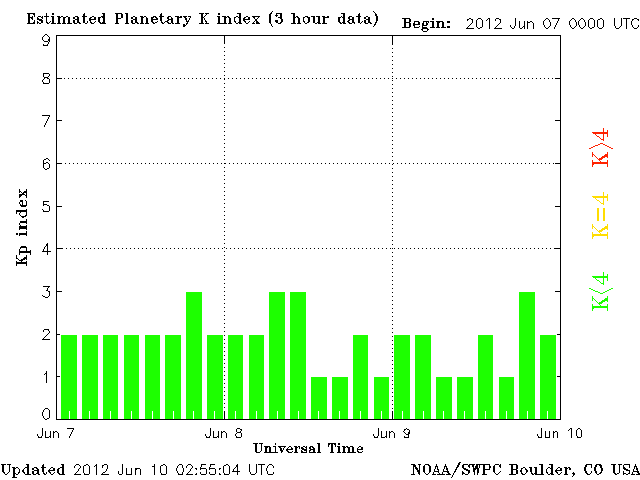 Estimated Planetary K index (3 hour data) Begin: 2012 Jun 07 0000 UTC
9
8
7
6
5
4
3
2
1
0
Kp index
K>4
K=4
K<4
Jun 7 Jun 8 Jun 9 Jun 10
Universal Time
Updated 2012 Jun 10 02:55:04 UTC NOAA/SWPC Boulder, CO USA